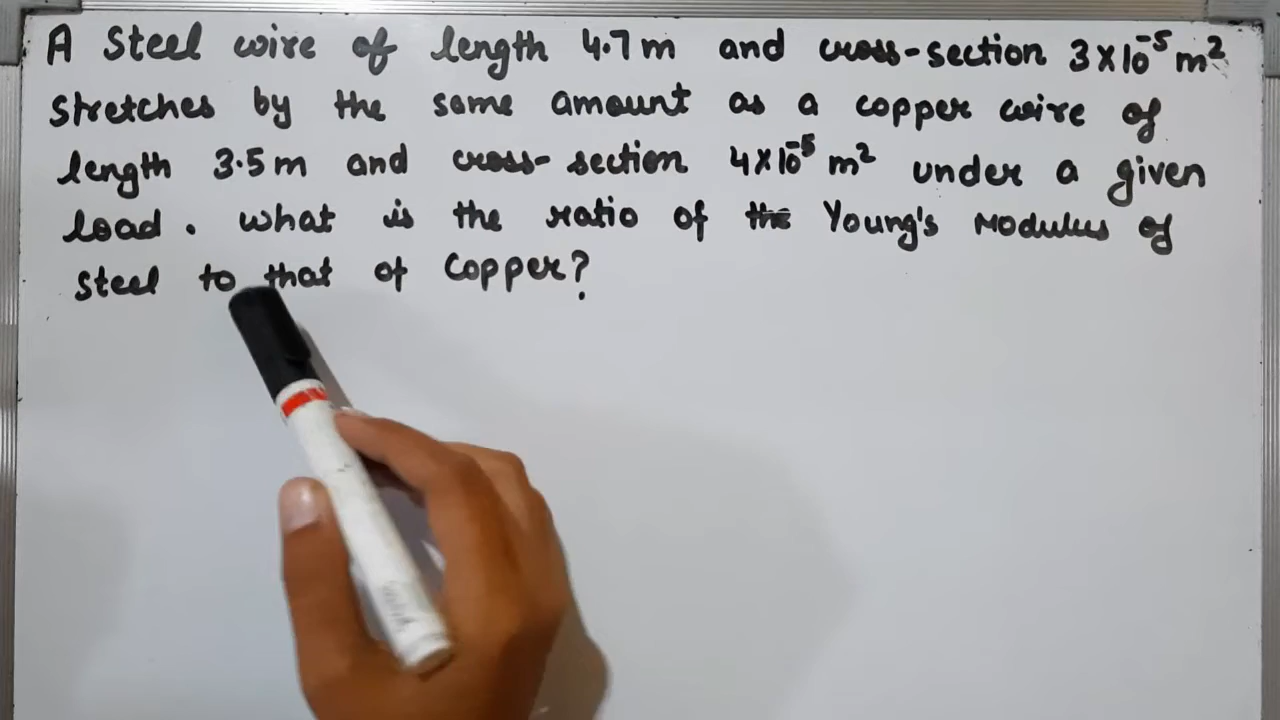 A Steel wire of length 4.7 m and cross-section 3×10⁻⁵ m²
stretches by the same amount as a copper wire of
length 3.5 m and cross-section 4×10⁻⁵ m² under a given
load. What is the ratio of the Young's Modulus of
Steel to that of Copper?